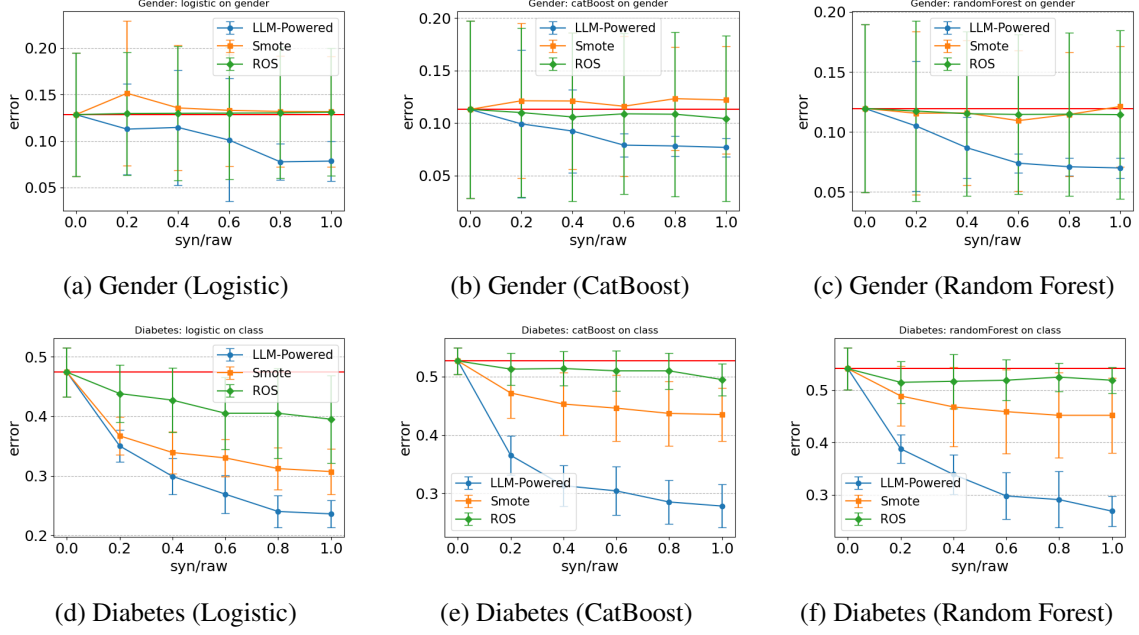 Gender: logistic on gender
Gender: catBoost on gender
Gender: randomForest on gender
0.20
0.15
0.10
0.05
error
0.0 0.2 0.4 0.6 0.8 1.0
syn/raw
LLM-Powered
Smote
ROS
0.20
0.15
0.10
0.05
error
0.0 0.2 0.4 0.6 0.8 1.0
syn/raw
LLM-Powered
Smote
ROS
0.20
0.15
0.10
0.05
error
0.0 0.2 0.4 0.6 0.8 1.0
syn/raw
LLM-Powered
Smote
ROS
(a) Gender (Logistic)
(b) Gender (CatBoost)
(c) Gender (Random Forest)
Diabetes: logistic on class
Diabetes: catBoost on class
Diabetes: randomForest on class
0.5
0.4
0.3
0.2
error
0.0 0.2 0.4 0.6 0.8 1.0
syn/raw
LLM-Powered
Smote
ROS
0.5
0.4
0.3
error
0.0 0.2 0.4 0.6 0.8 1.0
syn/raw
LLM-Powered
Smote
ROS
0.5
0.4
0.3
error
0.0 0.2 0.4 0.6 0.8 1.0
syn/raw
LLM-Powered
Smote
ROS
(d) Diabetes (Logistic)
(e) Diabetes (CatBoost)
(f) Diabetes (Random Forest)